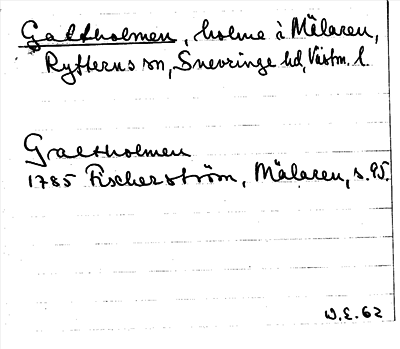 Galtholmen, holme i Mälaren,
Rytterns sn, Snevringe hd, Västm. l.
Galtholmen
1785 Fischerström, Mälaren, s. 95.
W.E. 62